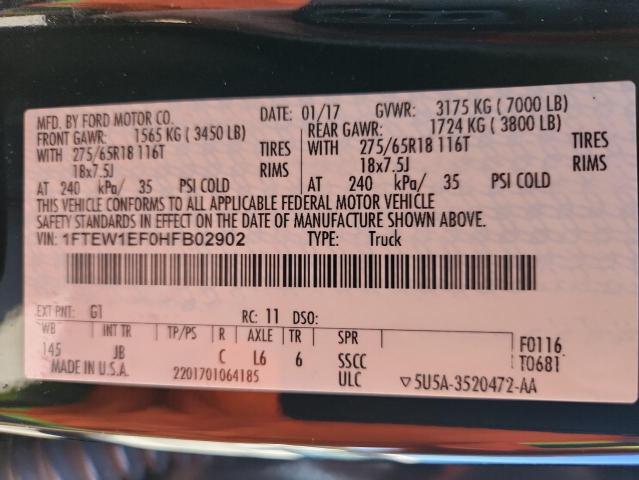 MFD. BY FORD MOTOR CO. DATE: 01/17 GVWR: 3175 KG ( 7000 LB)
FRONT GAWR: 1565 KG ( 3450 LB) REAR GAWR: 1724 KG ( 3800 LB)
WITH 275/65R18 116T TIRES WITH 275/65R18 116T TIRES
18x7.5J RIMS 18x7.5J RIMS
AT 240 kPa/ 35 PSI COLD AT 240 kPa/ 35 PSI COLD
THIS VEHICLE CONFORMS TO ALL APPLICABLE FEDERAL MOTOR VEHICLE
SAFETY STANDARDS IN EFFECT ON THE DATE OF MANUFACTURE SHOWN ABOVE.
VIN: 1FTEW1EF0HFB02902 TYPE: Truck
EXT PNT: G1 RC: 11 DSO:
WB INT TR TP/PS R AXLE TR SPR F0116
145 JB C L6 6 SSCC T0681
MADE IN U.S.A. 2201701064185 ULC ▽5U5A-3520472-AA